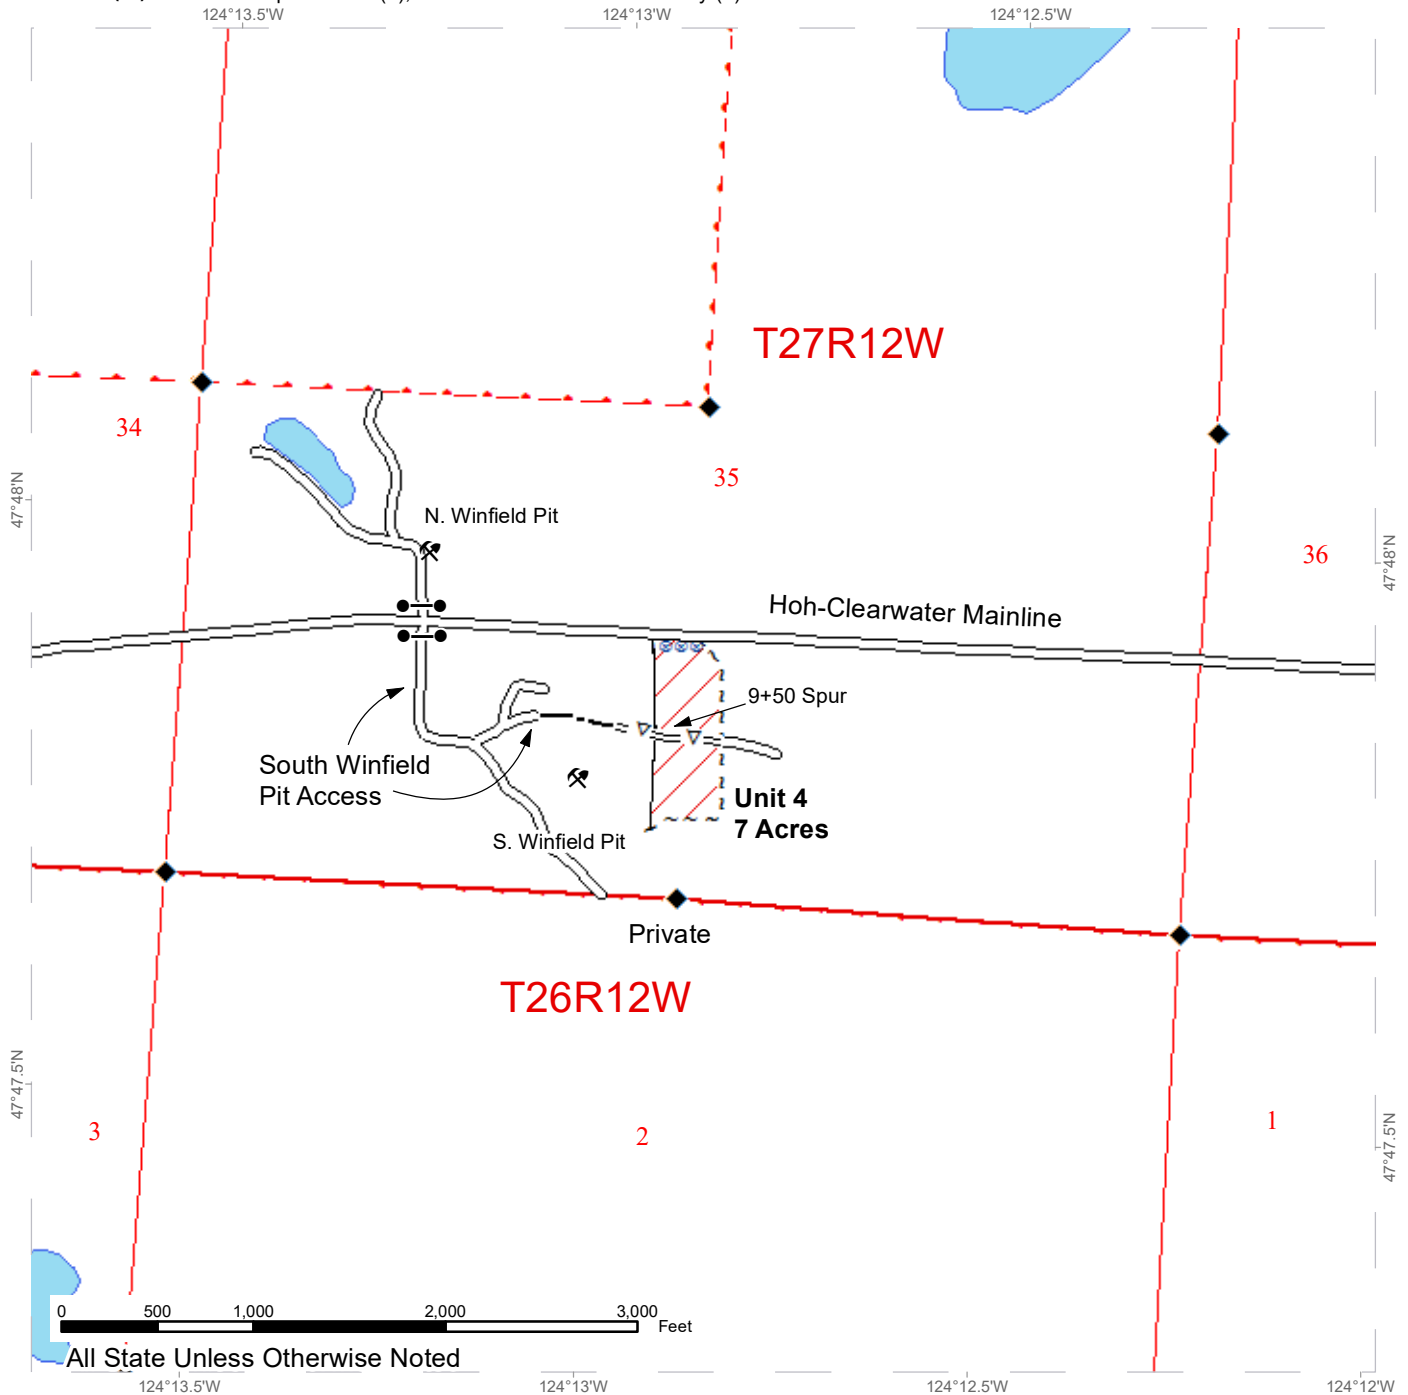 124°13.5'W
124°13'W
124°12.5'W
T27R12W
34
35
47°48'N
N. Winfield Pit
36
47°48'N
Hoh-Clearwater Mainline
9+50 Spur
South Winfield
Pit Access
Unit 4
7 Acres
S. Winfield Pit
Private
T26R12W
47°47.5'N
3
2
1
47°47.5'N
0
500
1,000
2,000
3,000
Feet
All State Unless Otherwise Noted
124°13.5'W
124°13'W
124°12.5'W
124°12'W